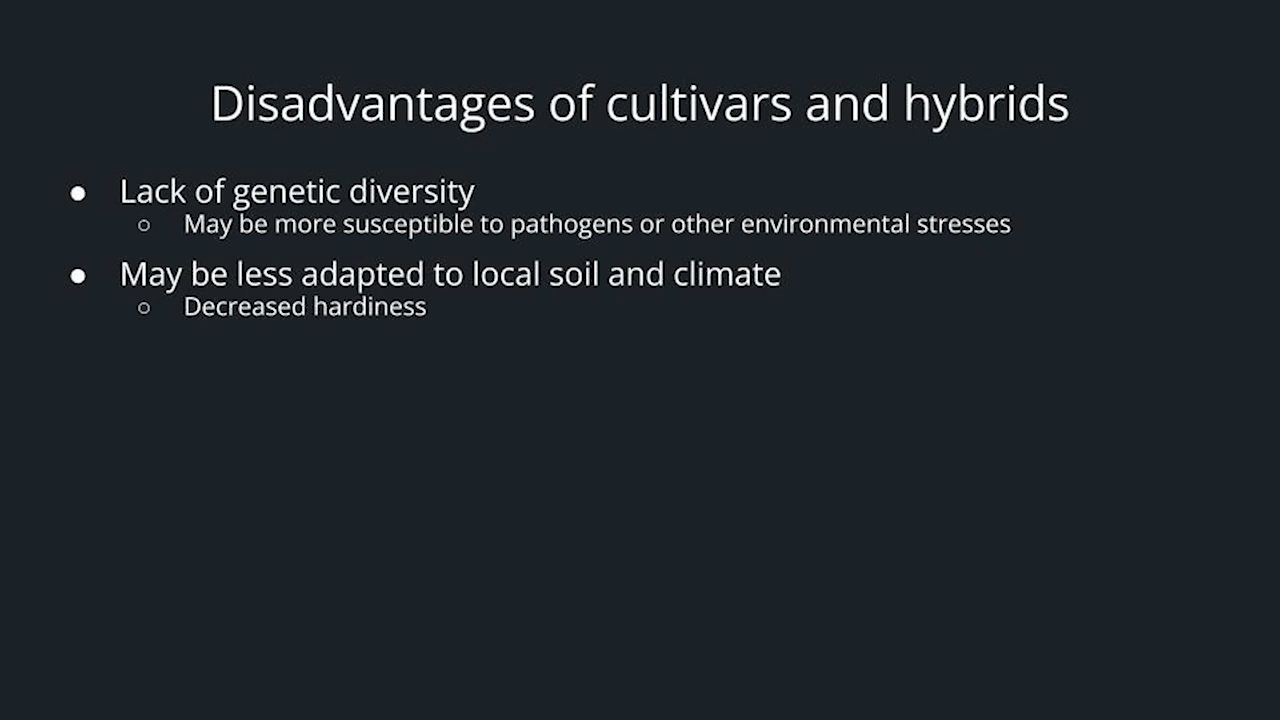 Disadvantages of cultivars and hybrids
● Lack of genetic diversity
○ May be more susceptible to pathogens or other environmental stresses
● May be less adapted to local soil and climate
○ Decreased hardiness